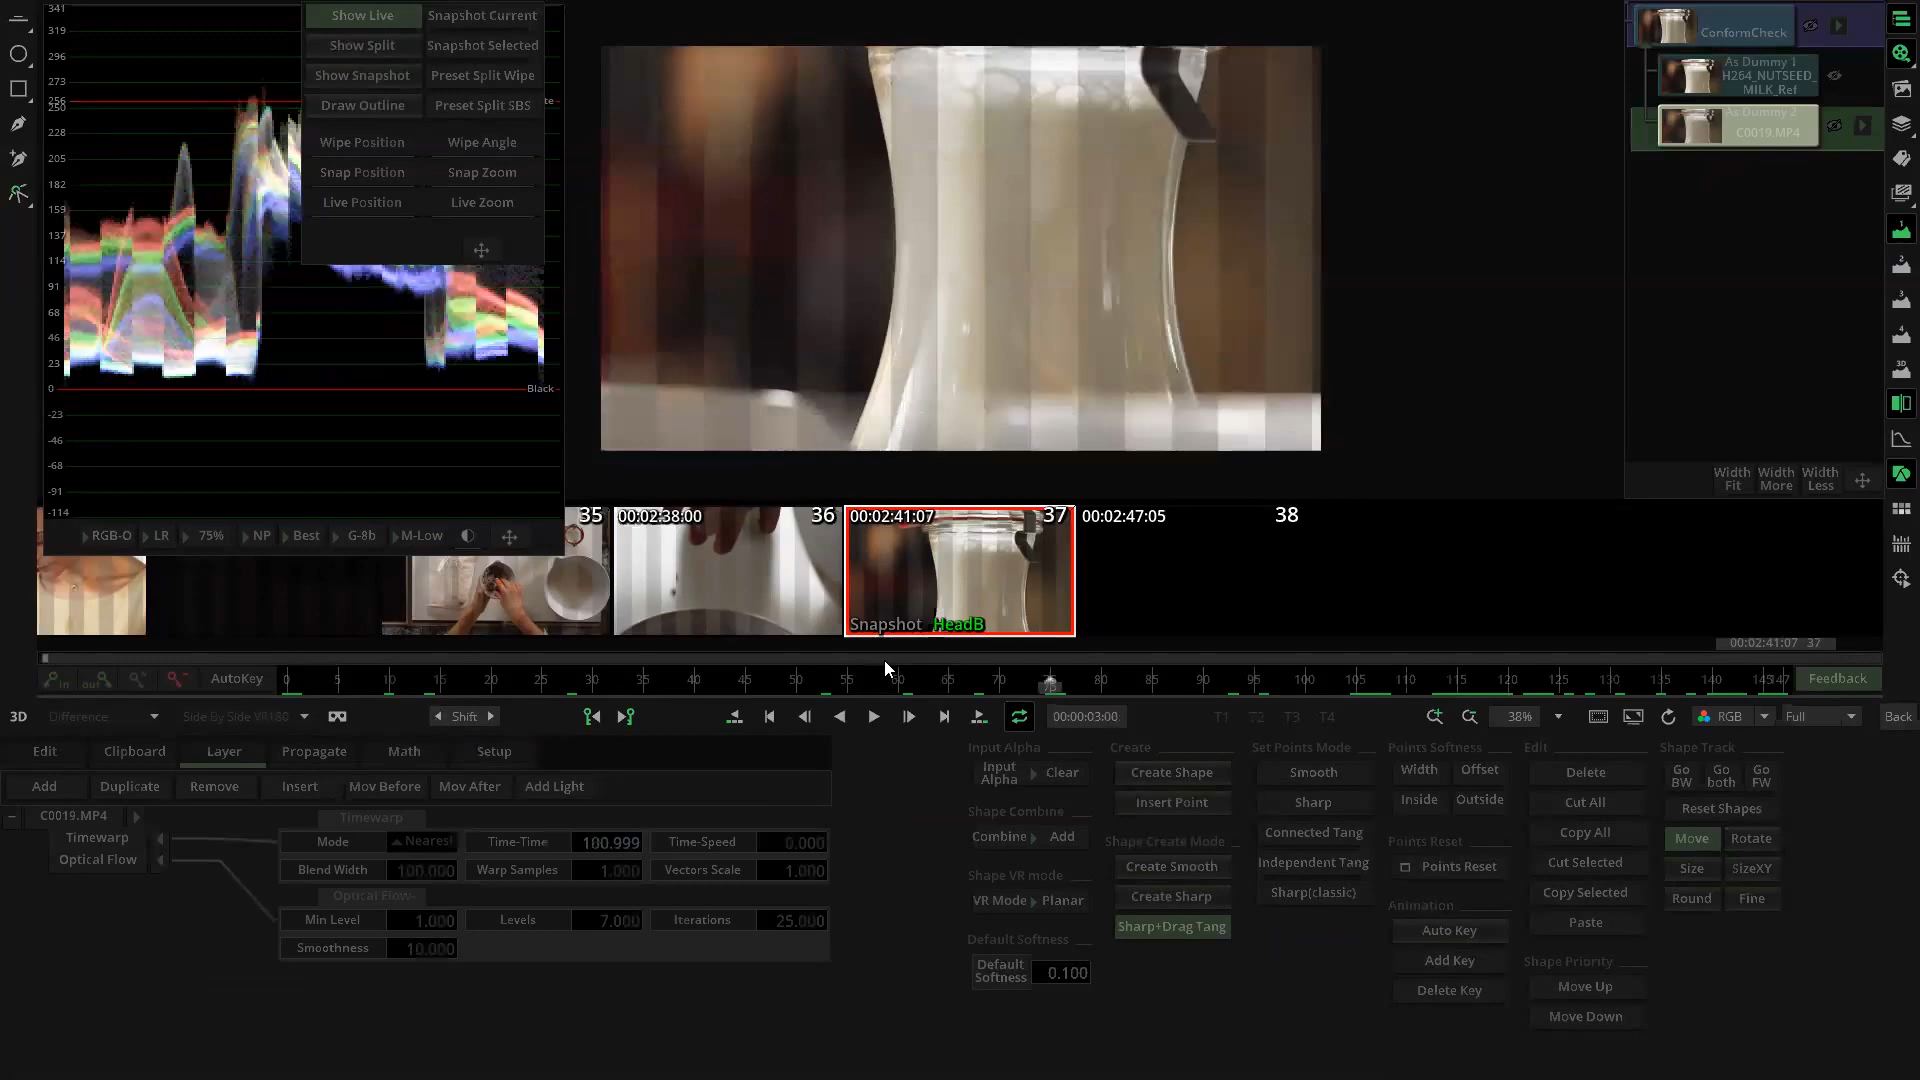 341
319
296
273
256
250
228
205
182
159
137
114
91
68
46
23
0
-23
-46
-68
-91
-114
Black
Show Live
Snapshot Current
Show Split
Snapshot Selected
Show Snapshot
Preset Split Wipe
Draw Outline
Preset Split SBS
Wipe Position
Wipe Angle
Snap Position
Snap Zoom
Live Position
Live Zoom
RGB-O
LR
75%
NP
Best
G-8b
M-Low
ConformCheck
As Dummy 1
H264_NUTSEED_
MILK_Ref
As Dummy 2
C0019.MP4
Width Fit
Width More
Width Less
1
2
3
4
3D
35
00:02:38:00
36
00:02:41:07
37
00:02:47:05
38
Snapshot
HeadB
00:02:41:07 37
in
out
AutoKey
0
5
10
15
20
25
30
35
40
45
50
55
60
65
70
75
80
85
90
95
100
105
110
115
120
125
130
135
140
145
147
Feedback
3D
Difference
Side By Side VR180
Shift
00:00:03:00
T1
T2
T3
T4
38%
RGB
Full
Back
Edit
Clipboard
Layer
Propagate
Math
Setup
Add
Duplicate
Remove
Insert
Mov Before
Mov After
Add Light
C0019.MP4
Timewarp
Optical Flow
Timewarp
Mode
Nearest
Time-Time
100.999
Time-Speed
0.000
Blend Width
100.000
Warp Samples
1.000
Vectors Scale
1.000
Optical Flow
Min Level
1.000
Levels
7.000
Iterations
25.000
Smoothness
10.000
Input Alpha
Input
Alpha
Clear
Shape Combine
Combine
Add
Shape VR mode
VR Mode
Planar
Default Softness
Default
Softness
0.100
Create
Create Shape
Insert Point
Shape Create Mode
Create Smooth
Create Sharp
Sharp+Drag Tang
Set Points Mode
Smooth
Sharp
Connected Tang
Independent Tang
Sharp(classic)
Points Softness
Width
Offset
Inside
Outside
Points Reset
Points Reset
Animation
Auto Key
Add Key
Delete Key
Edit
Delete
Cut All
Copy All
Cut Selected
Copy Selected
Paste
Shape Priority
Move Up
Move Down
Shape Track
Go BW
Go both
Go FW
Reset Shapes
Move
Rotate
Size
SizeXY
Round
Fine